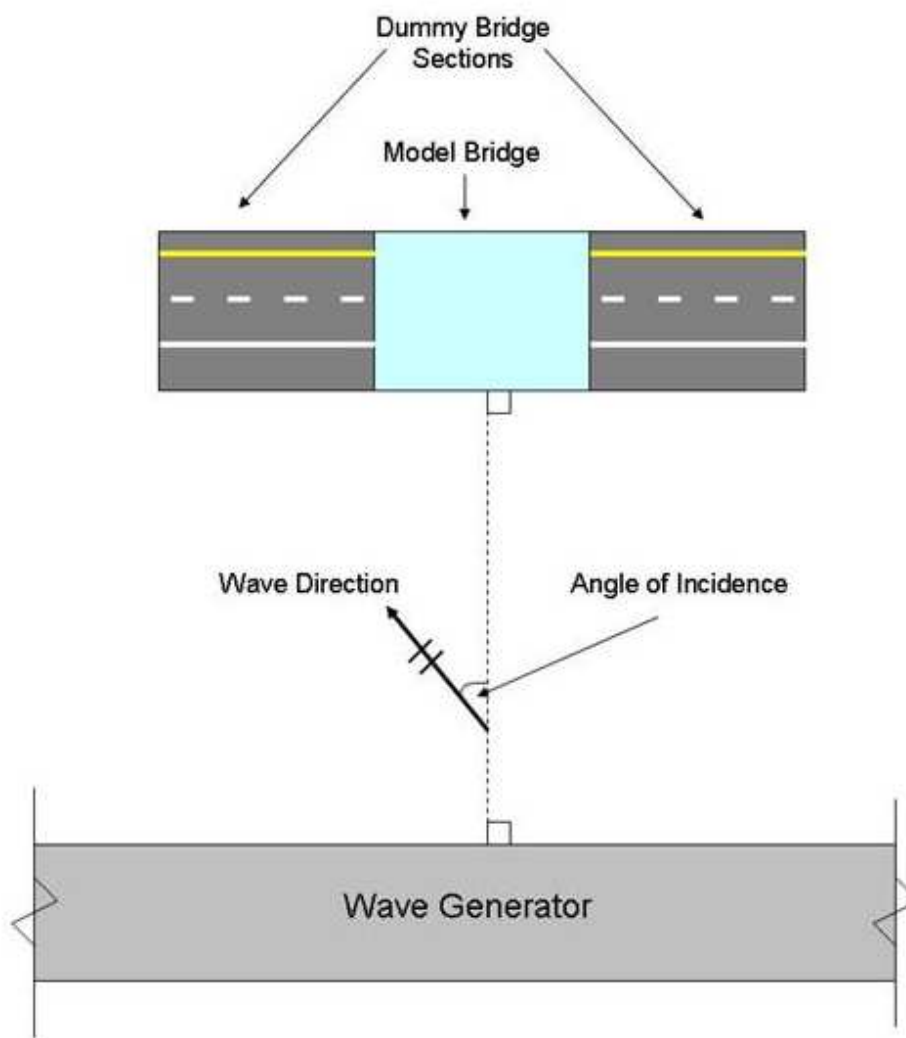 Dummy Bridge
Sections
Model Bridge
Wave Direction
Angle of Incidence
Wave Generator